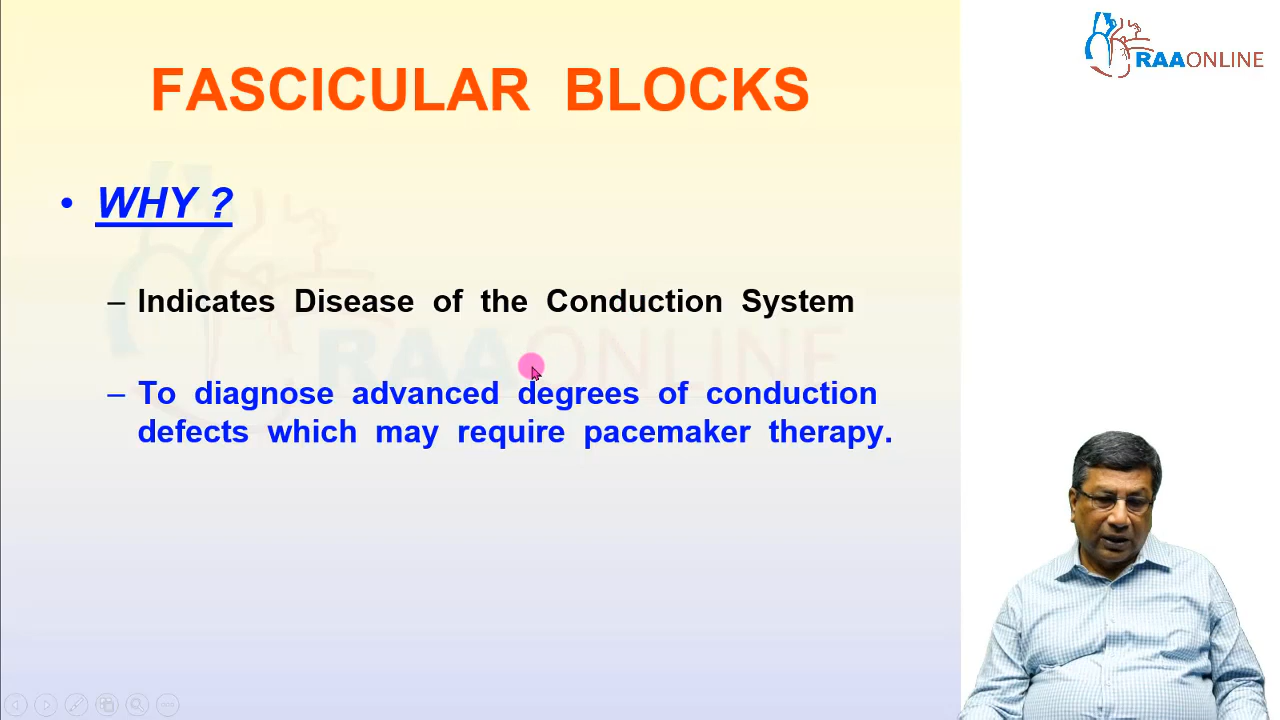 RAAONLINE
FASCICULAR BLOCKS
• WHY ?
– Indicates Disease of the Conduction System
RAAONLINE
– To diagnose advanced degrees of conduction
defects which may require pacemaker therapy.